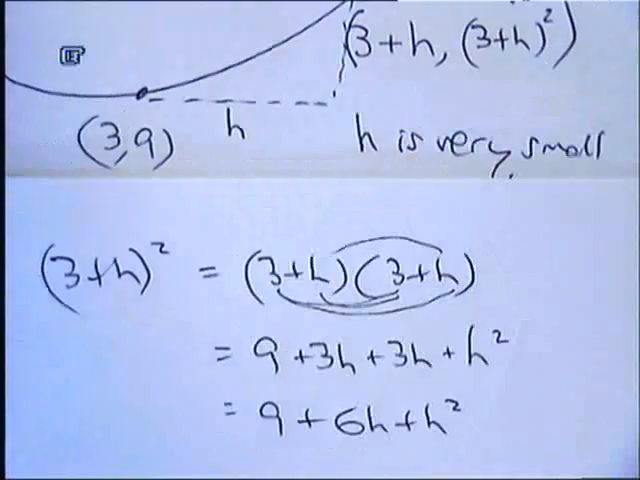 (3+h, (3+h)²)
(3,9)
h
h is very small
(3+h)² = (3+h)(3+h)
= 9 + 3h + 3h + h²
= 9 + 6h + h²